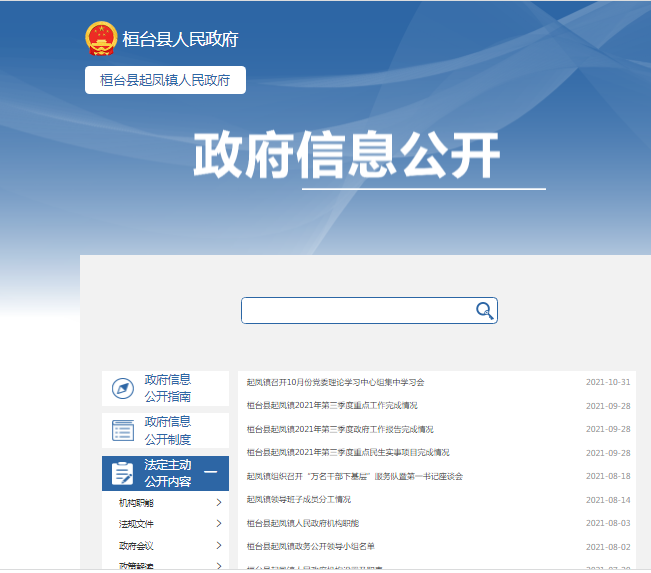 桓台县人民政府
桓台县起凤镇人民政府
政府信息公开
政府信息
公开指南
政府信息
公开制度
法定主动
公开内容
机构职能
法规文件
政府会议
政策解读
起凤镇召开10月份党委理论学习中心组集中学习会 2021-10-31
桓台县起凤镇2021年第三季度重点工作完成情况 2021-09-28
桓台县起凤镇2021年第三季度政府工作报告完成情况 2021-09-28
桓台县起凤镇2021年第三季度重点民生实事项目完成情况 2021-09-28
起凤镇组织召开“万名干部下基层”服务队暨第一书记座谈会 2021-08-18
起凤镇领导班子成员分工情况 2021-08-14
桓台县起凤镇人民政府机构职能 2021-08-03
桓台县起凤镇政务公开领导小组名单 2021-08-02